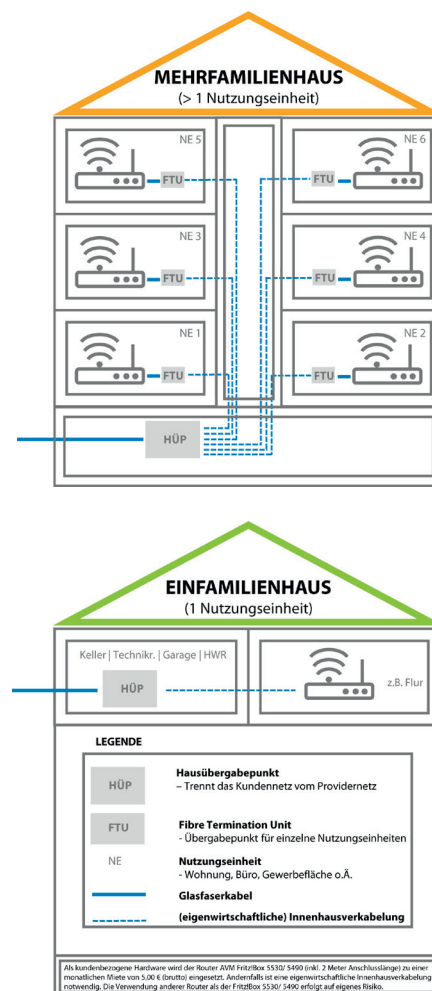 MEHRFAMILIENHAUS
(> 1 Nutzungseinheit)
NE 5
FTU
NE 6
FTU
NE 3
FTU
NE 4
FTU
NE 1
FTU
NE 2
FTU
HÜP
EINFAMILIENHAUS
(1 Nutzungseinheit)
Keller | Technikr. | Garage | HWR
HÜP
z.B. Flur
LEGENDE
HÜP
Hausübergabepunkt
– Trennt das Kundennetz vom Providernetz
FTU
Fibre Termination Unit
- Übergabepunkt für einzelne Nutzungseinheiten
NE
Nutzungseinheit
- Wohnung, Büro, Gewerbefläche o.Ä.
Glasfaserkabel
(eigenwirtschaftliche) Innenhausverkabelung
Als kundenbezogene Hardware wird der Router AVM Fritz!Box 5530/ 5490 (inkl. 2 Meter Anschlusslänge) zu einer
monatlichen Miete von 5,00 € (brutto) eingesetzt. Andernfalls ist eine eigenwirtschaftliche Innenhausverkabelung
notwendig. Die Verwendung anderer Router als der Fritz!Box 5530/ 5490 erfolgt auf eigenes Risiko.